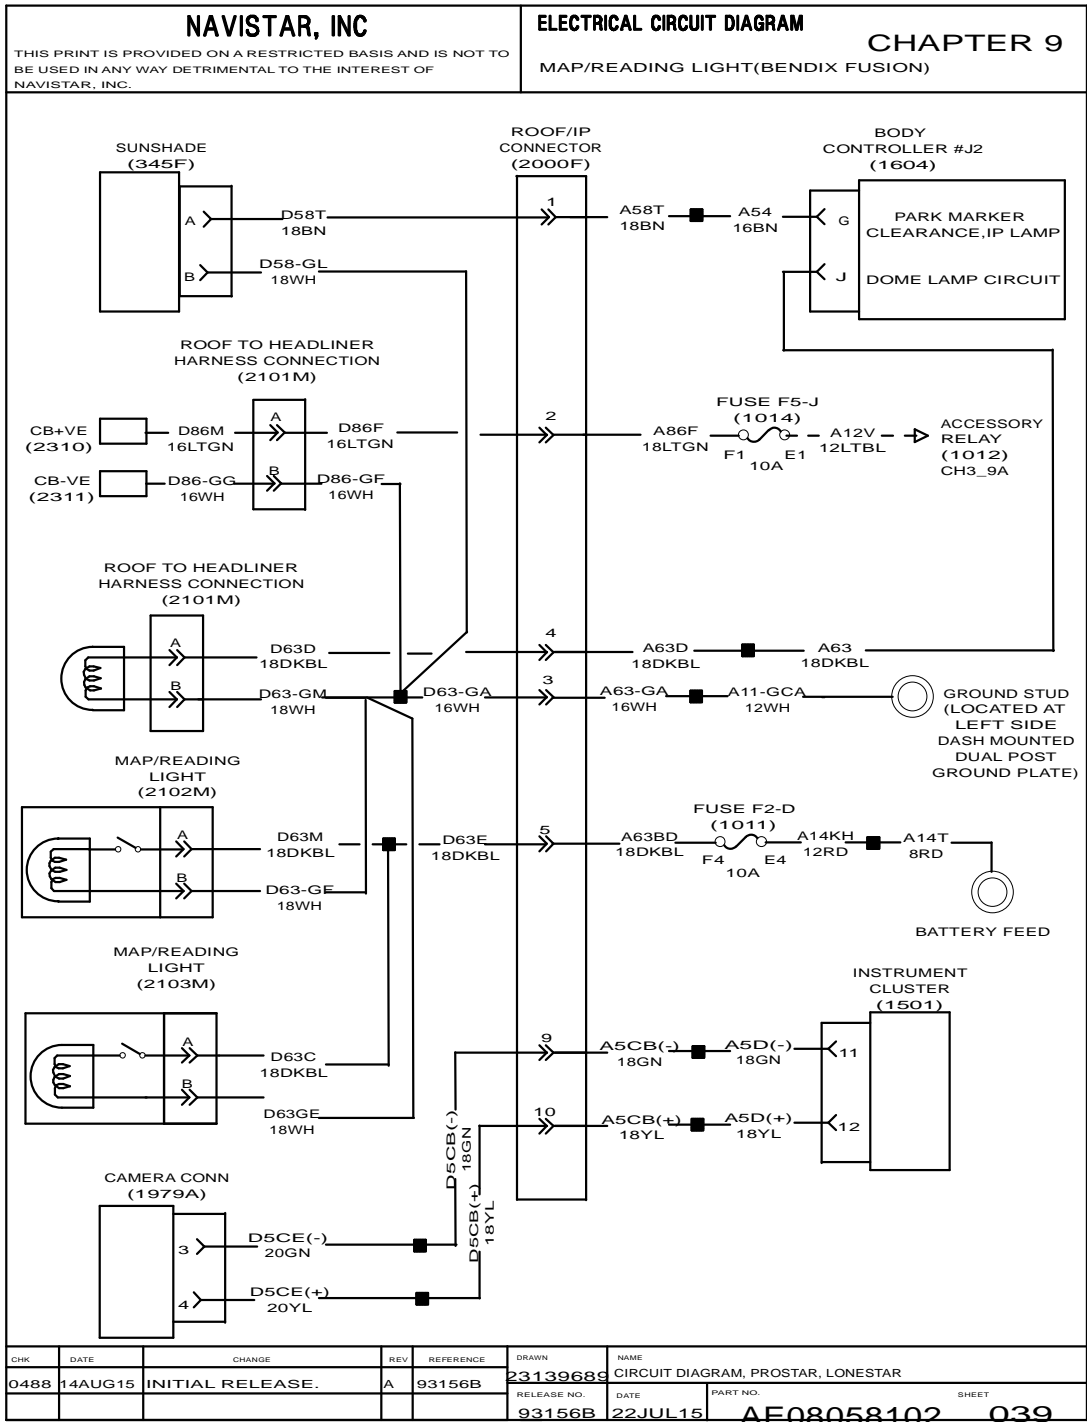 NAVISTAR, INC
THIS PRINT IS PROVIDED ON A RESTRICTED BASIS AND IS NOT TO
BE USED IN ANY WAY DETRIMENTAL TO THE INTEREST OF
NAVISTAR, INC.
ELECTRICAL CIRCUIT DIAGRAM
CHAPTER 9
MAP/READING LIGHT(BENDIX FUSION)
SUNSHADE
(345F)
ROOF/IP
CONNECTOR
(2000F)
BODY
CONTROLLER #J2
(1604)
A
D58T
18BN
1
A58T
18BN
A54
16BN
G
PARK MARKER
CLEARANCE,IP LAMP
B
D58-GL
18WH
J
DOME LAMP CIRCUIT
ROOF TO HEADLINER
HARNESS CONNECTION
(2101M)
CB+VE
(2310)
D86M
16LTGN
A
D86F
16LTGN
2
A86F
18LTGN
FUSE F5-J
(1014)
F1
E1
10A
A12V
12LTBL
ACCESSORY
RELAY
(1012)
CH3_9A
CB-VE
(2311)
D86-GG
16WH
B
D86-GF
16WH
ROOF TO HEADLINER
HARNESS CONNECTION
(2101M)
A
D63D
18DKBL
4
A63D
18DKBL
A63
18DKBL
B
D63-GM
18WH
D63-GA
16WH
3
A63-GA
16WH
A11-GCA
12WH
GROUND STUD
(LOCATED AT
LEFT SIDE
DASH MOUNTED
DUAL POST
GROUND PLATE)
MAP/READING
LIGHT
(2102M)
A
D63M
18DKBL
D63E
18DKBL
5
A63BD
18DKBL
FUSE F2-D
(1011)
F4
E4
10A
A14KH
12RD
A14T
8RD
BATTERY FEED
B
D63-GF
18WH
MAP/READING
LIGHT
(2103M)
A
D63C
18DKBL
B
D63GE
18WH
INSTRUMENT
CLUSTER
(1501)
9
A5CB(-)
18GN
A5D(-)
18GN
11
10
A5CB(+)
18YL
A5D(+)
18YL
12
D5CB(-)
18GN
D5CB(+)
18YL
CAMERA CONN
(1979A)
3
D5CE(-)
20GN
4
D5CE(+)
20YL
CHK DATE CHANGE REV REFERENCE
0488 14AUG15 INITIAL RELEASE. A 93156B
DRAWN
23139689
NAME
CIRCUIT DIAGRAM, PROSTAR, LONESTAR
RELEASE NO.
93156B
DATE
22JUL15
PART NO.
AF08058102
SHEET
039